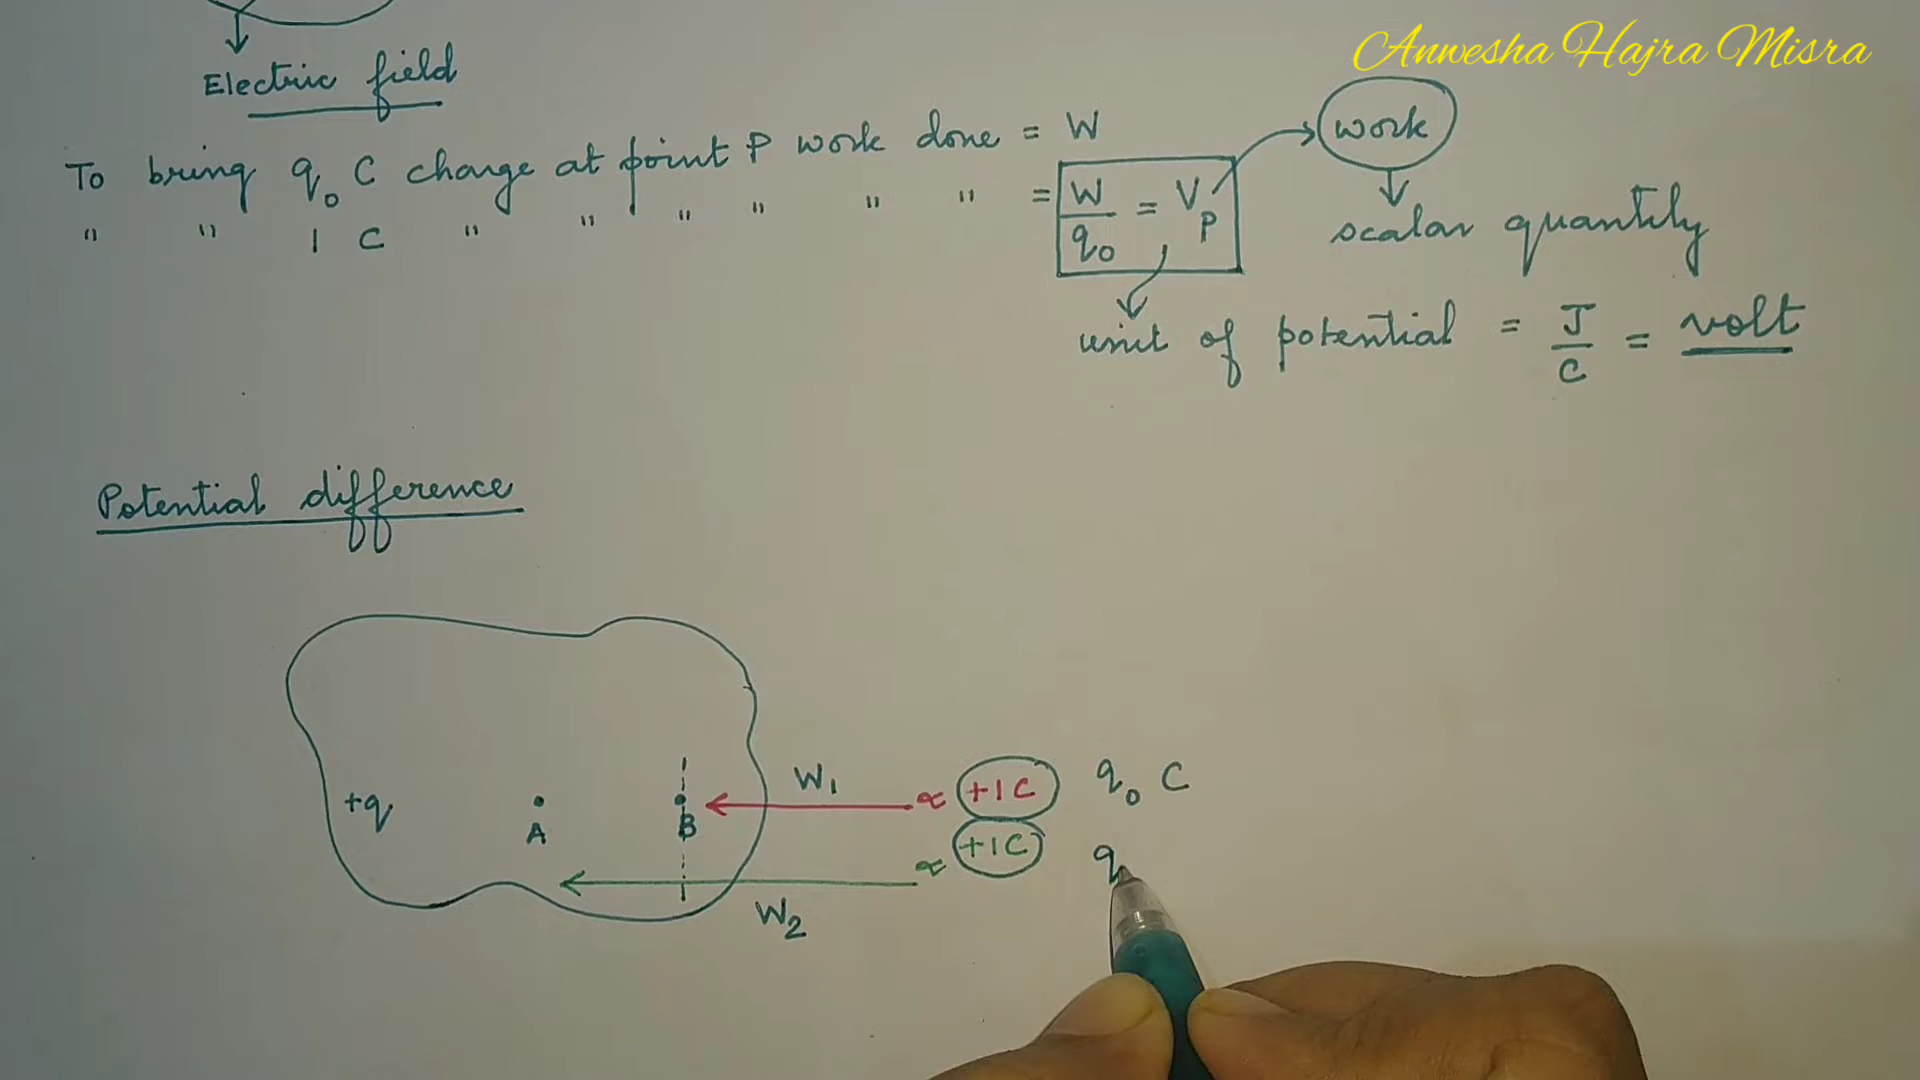 Anwesha Hajra Misra
Electric field
To bring q₀ C charge at point P work done = W
" " 1 C " " " " " " = W/q₀ = V_P
work
scalar quantity
unit of potential = J/C = volt
Potential difference
+q
A
B
W₁
∝ +1C q₀ C
∝ +1C q
W₂